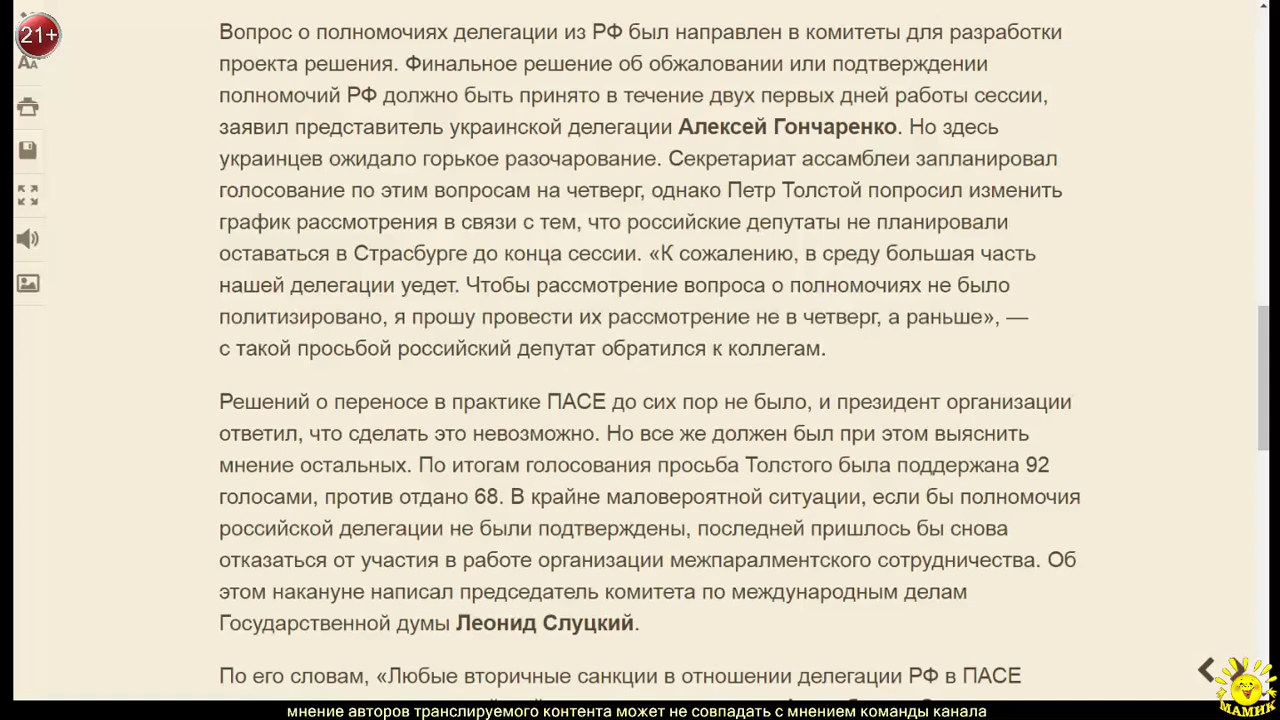 21+
AA
Вопрос о полномочиях делегации из РФ был направлен в комитеты для разработки
проекта решения. Финальное решение об обжаловании или подтверждении
полномочий РФ должно быть принято в течение двух первых дней работы сессии,
заявил представитель украинской делегации Алексей Гончаренко. Но здесь
украинцев ожидало горькое разочарование. Секретариат ассамблеи запланировал
голосование по этим вопросам на четверг, однако Петр Толстой попросил изменить
график рассмотрения в связи с тем, что российские депутаты не планировали
оставаться в Страсбурге до конца сессии. «К сожалению, в среду большая часть
нашей делегации уедет. Чтобы рассмотрение вопроса о полномочиях не было
политизировано, я прошу провести их рассмотрение не в четверг, а раньше», —
с такой просьбой российский депутат обратился к коллегам.
Решений о переносе в практике ПАСЕ до сих пор не было, и президент организации
ответил, что сделать это невозможно. Но все же должен был при этом выяснить
мнение остальных. По итогам голосования просьба Толстого была поддержана 92
голосами, против отдано 68. В крайне маловероятной ситуации, если бы полномочия
российской делегации не были подтверждены, последней пришлось бы снова
отказаться от участия в работе организации межпаралментского сотрудничества. Об
этом накануне написал председатель комитета по международным делам
Государственной думы Леонид Слуцкий.
По его словам, «Любые вторичные санкции в отношении делегации РФ в ПАСЕ
МАМИК
мнение авторов транслируемого контента может не совпадать с мнением команды канала